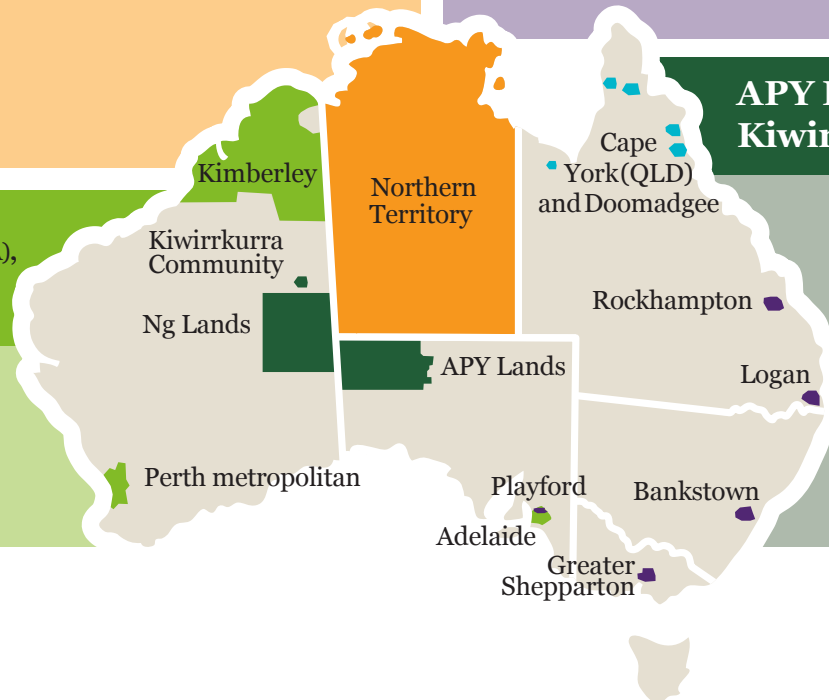 APY
Kiwir
),
Kimberley
Northern
Territory
Cape
York(QLD)
and Doomadgee
Kiwirrkurra
Community
Ng Lands
Rockhampton
APY Lands
Logan
Perth metropolitan
Playford
Bankstown
Adelaide
Greater
Shepparton